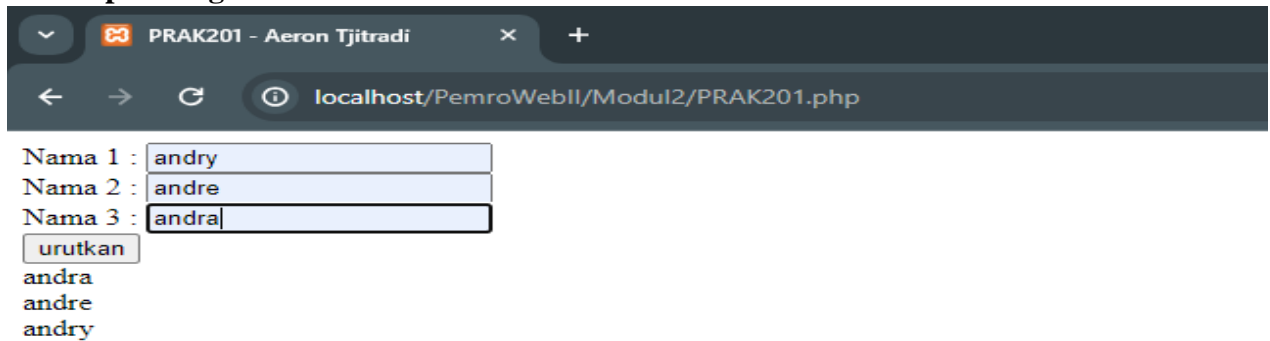 PRAK201 - Aeron Tjitradi
localhost/PemroWebII/Modul2/PRAK201.php
Nama 1 : andry
Nama 2 : andre
Nama 3 : andra
urutkan
andra
andre
andry